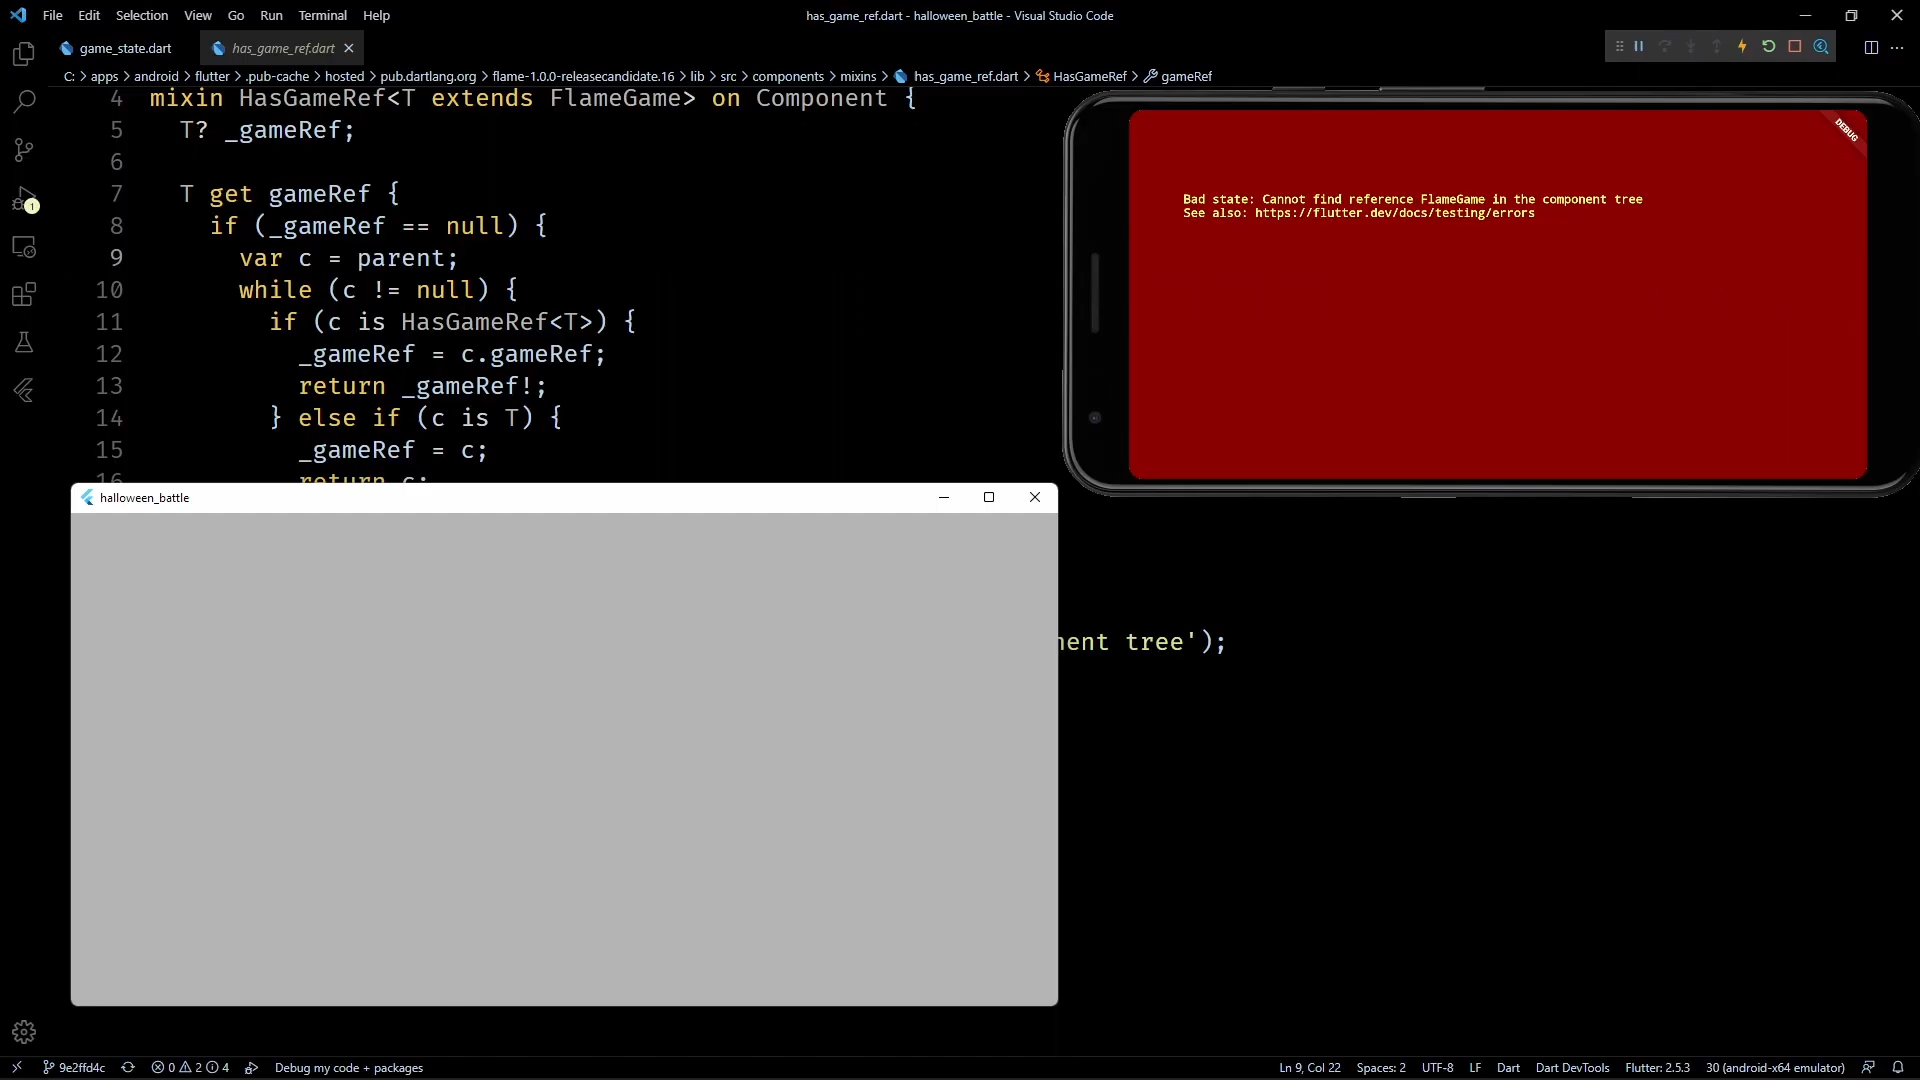 File Edit Selection View Go Run Terminal Help
has_game_ref.dart - halloween_battle - Visual Studio Code
game_state.dart
has_game_ref.dart
C: > apps > android > flutter > .pub-cache > hosted > pub.dartlang.org > flame-1.0.0-releasecandidate.16 > lib > src > components > mixins > has_game_ref.dart > HasGameRef > gameRef
4 mixin HasGameRef<T extends FlameGame> on Component {
5 T? _gameRef;
6
7 T get gameRef {
8 if (_gameRef == null) {
9 var c = parent;
10 while (c != null) {
11 if (c is HasGameRef<T>) {
12 _gameRef = c.gameRef;
13 return _gameRef!;
14 } else if (c is T) {
15 _gameRef = c;
16 return c;
DEBUG
Bad state: Cannot find reference FlameGame in the component tree
See also: https://flutter.dev/docs/testing/errors
1
halloween_battle
nent tree');
9e2ffd4c 0 2 4 Debug my code + packages
Ln 9, Col 22 Spaces: 2 UTF-8 LF Dart Dart DevTools Flutter: 2.5.3 30 (android-x64 emulator)